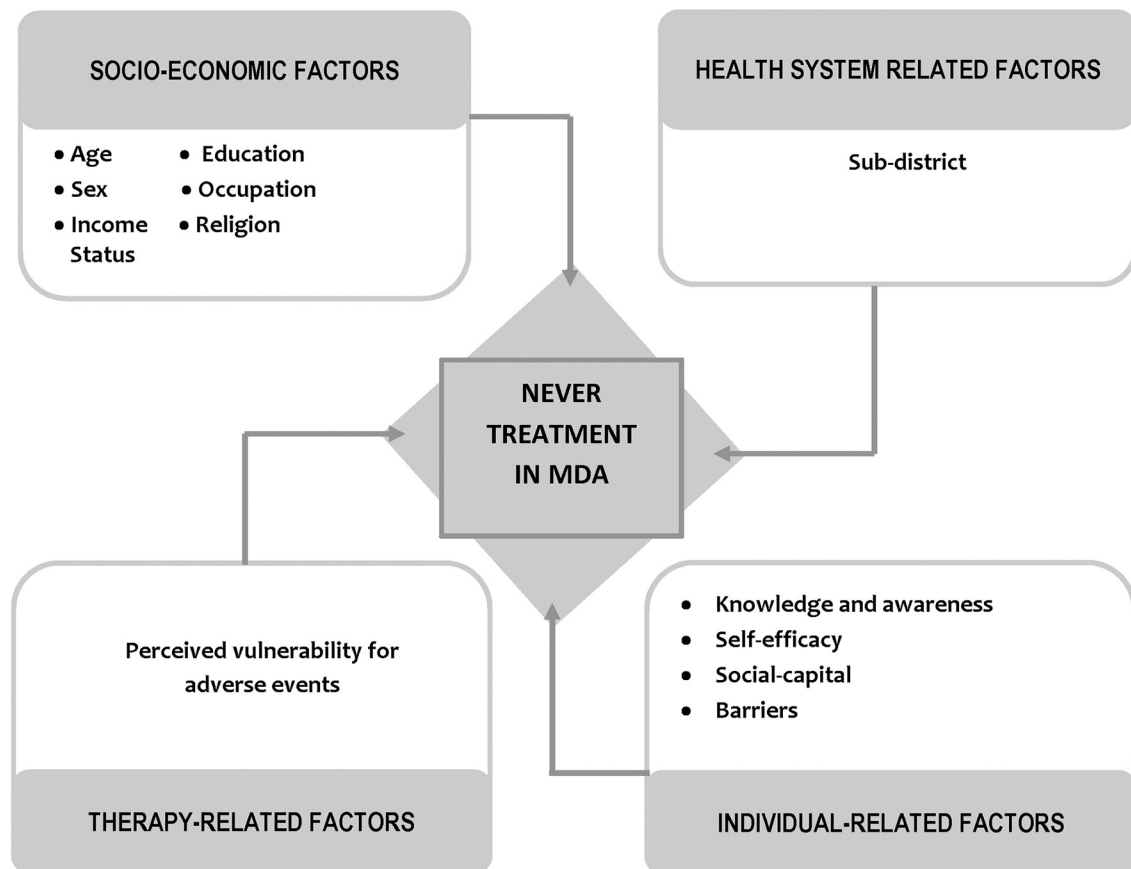 SOCIO-ECONOMIC FACTORS
• Age
• Sex
• Income
Status
• Education
• Occupation
• Religion
HEALTH SYSTEM RELATED FACTORS
Sub-district
NEVER
TREATMENT
IN MDA
Perceived vulnerability for
adverse events
THERAPY-RELATED FACTORS
• Knowledge and awareness
• Self-efficacy
• Social-capital
• Barriers
INDIVIDUAL-RELATED FACTORS